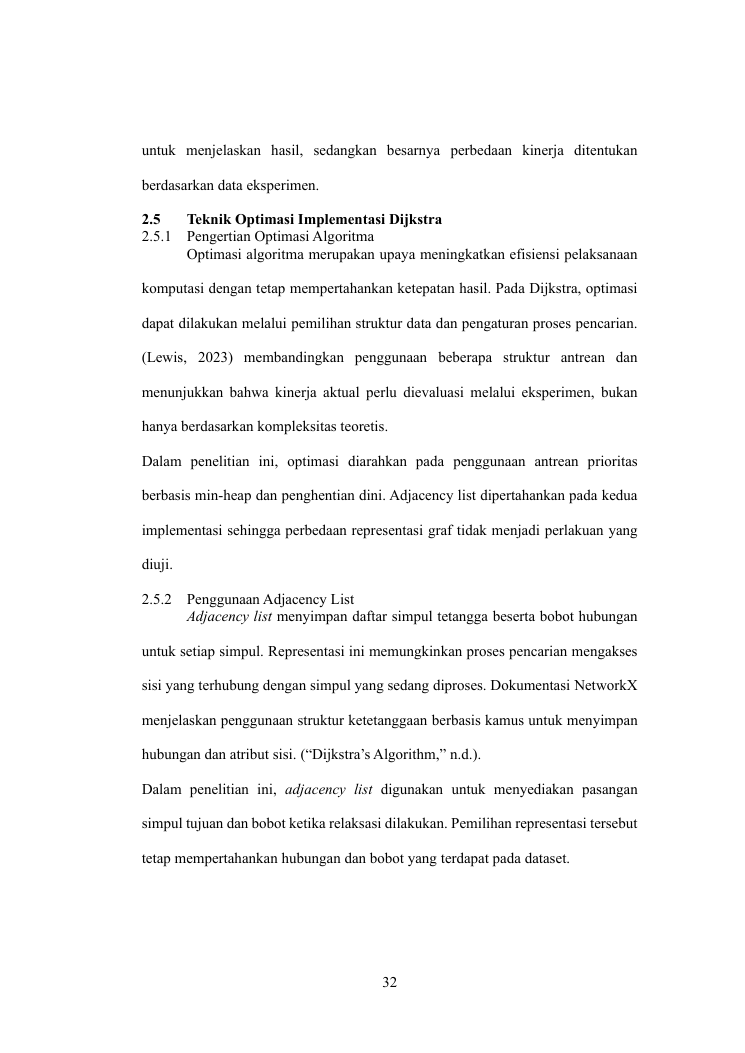 untuk menjelaskan hasil, sedangkan besarnya perbedaan kinerja ditentukan
berdasarkan data eksperimen.
2.5 Teknik Optimasi Implementasi Dijkstra
2.5.1 Pengertian Optimasi Algoritma
Optimasi algoritma merupakan upaya meningkatkan efisiensi pelaksanaan
komputasi dengan tetap mempertahankan ketepatan hasil. Pada Dijkstra, optimasi
dapat dilakukan melalui pemilihan struktur data dan pengaturan proses pencarian.
(Lewis, 2023) membandingkan penggunaan beberapa struktur antrean dan
menunjukkan bahwa kinerja aktual perlu dievaluasi melalui eksperimen, bukan
hanya berdasarkan kompleksitas teoretis.
Dalam penelitian ini, optimasi diarahkan pada penggunaan antrean prioritas
berbasis min-heap dan penghentian dini. Adjacency list dipertahankan pada kedua
implementasi sehingga perbedaan representasi graf tidak menjadi perlakuan yang
diuji.
2.5.2 Penggunaan Adjacency List
Adjacency list menyimpan daftar simpul tetangga beserta bobot hubungan
untuk setiap simpul. Representasi ini memungkinkan proses pencarian mengakses
sisi yang terhubung dengan simpul yang sedang diproses. Dokumentasi NetworkX
menjelaskan penggunaan struktur ketetanggaan berbasis kamus untuk menyimpan
hubungan dan atribut sisi. (“Dijkstra’s Algorithm,” n.d.).
Dalam penelitian ini, adjacency list digunakan untuk menyediakan pasangan
simpul tujuan dan bobot ketika relaksasi dilakukan. Pemilihan representasi tersebut
tetap mempertahankan hubungan dan bobot yang terdapat pada dataset.
32